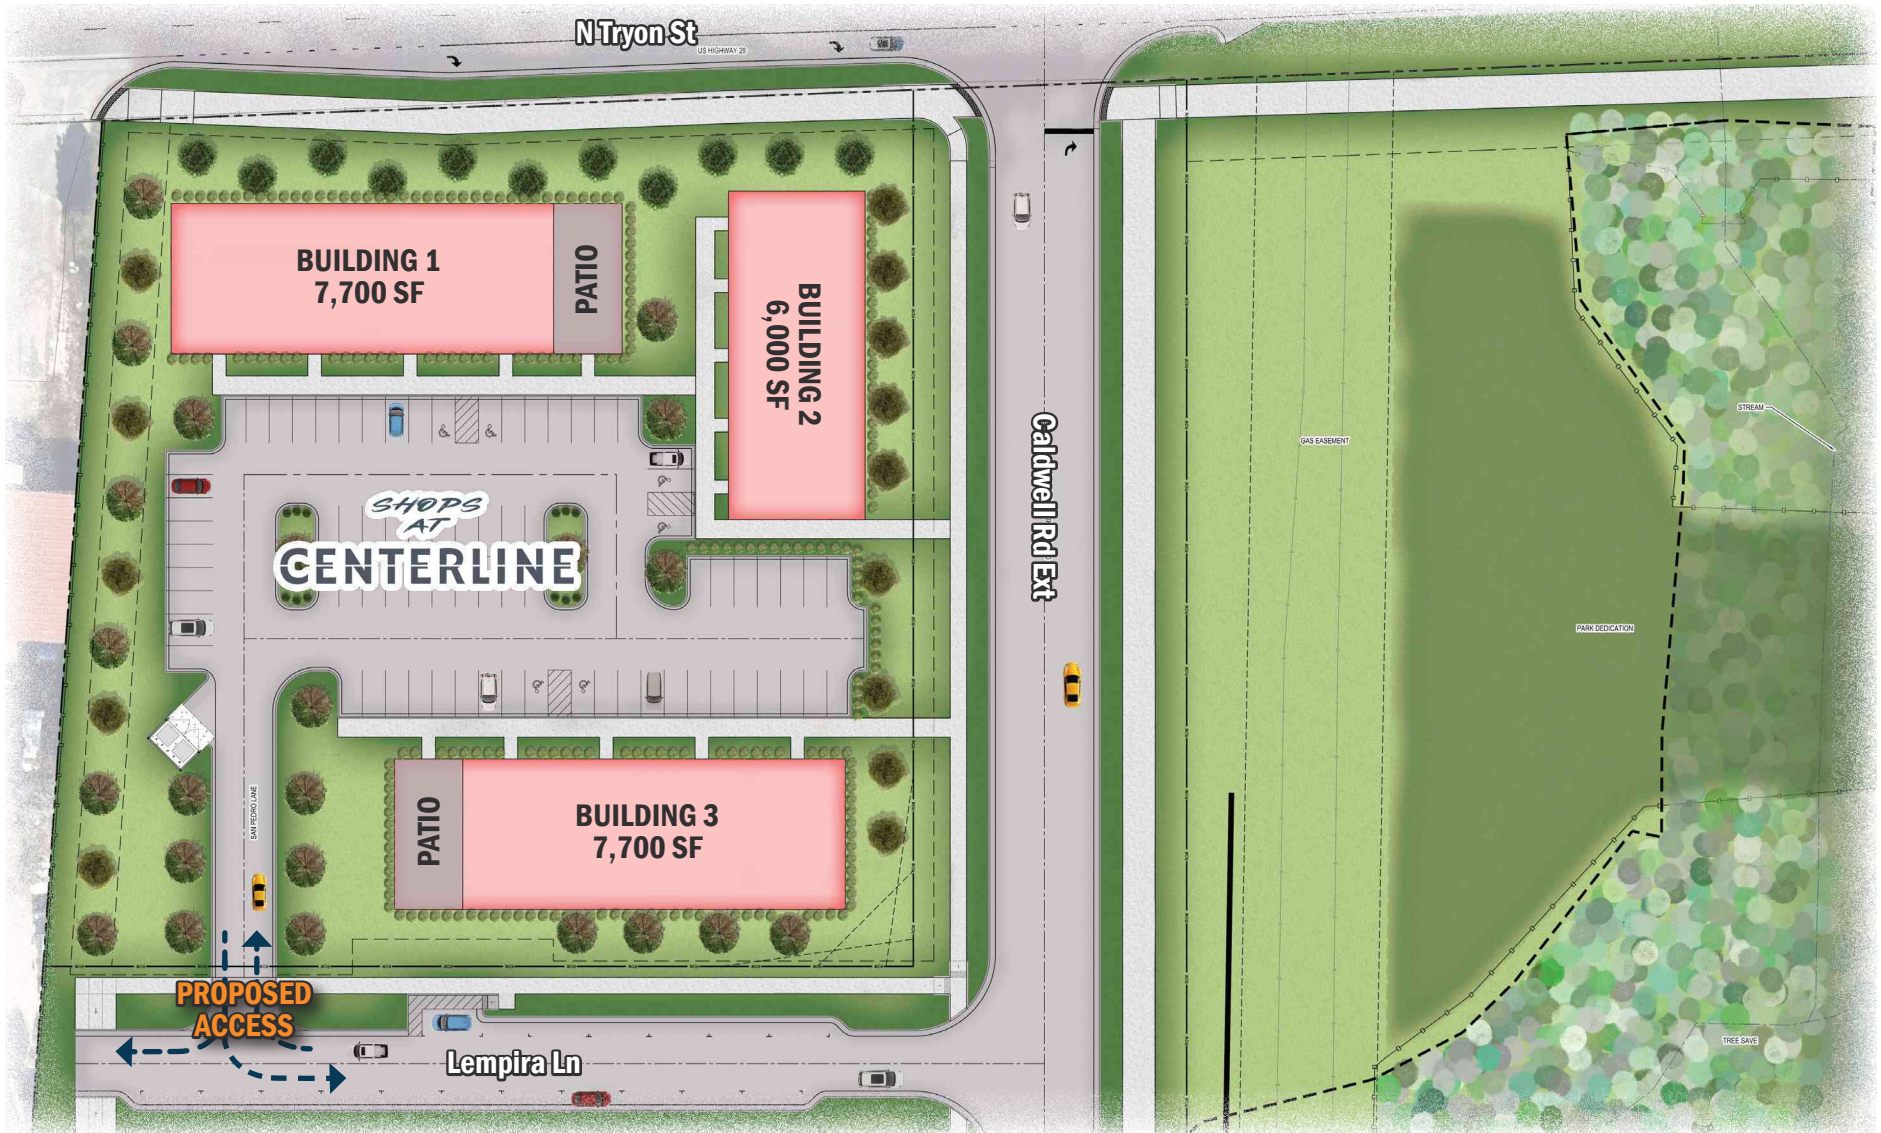 N Tryon St
US HIGHWAY 29
BUILDING 1
7,700 SF
PATIO
BUILDING 2
6,000 SF
SHOPS
AT
CENTERLINE
Caldwell Rd Ext
GAS EASEMENT
STREAM
PARK DEDICATION
SAN PEDRO LANE
PATIO
BUILDING 3
7,700 SF
PROPOSED
ACCESS
Lempira Ln
TREE SAVE